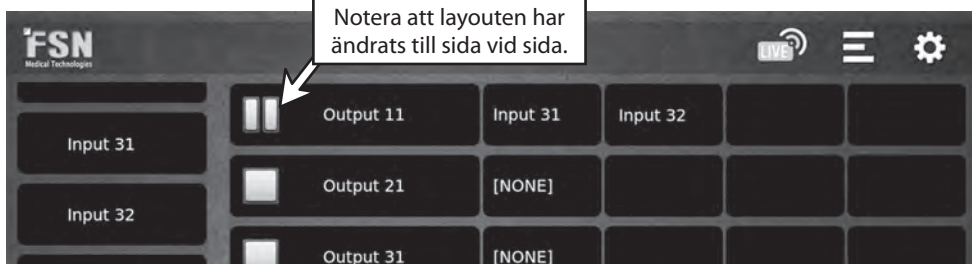 Notera att layouten har
ändrats till sida vid sida.
FSN
Medical Technologies
LIVE
Input 31
Input 32
Output 11 Input 31 Input 32
Output 21 [NONE]
Output 31 [NONE]